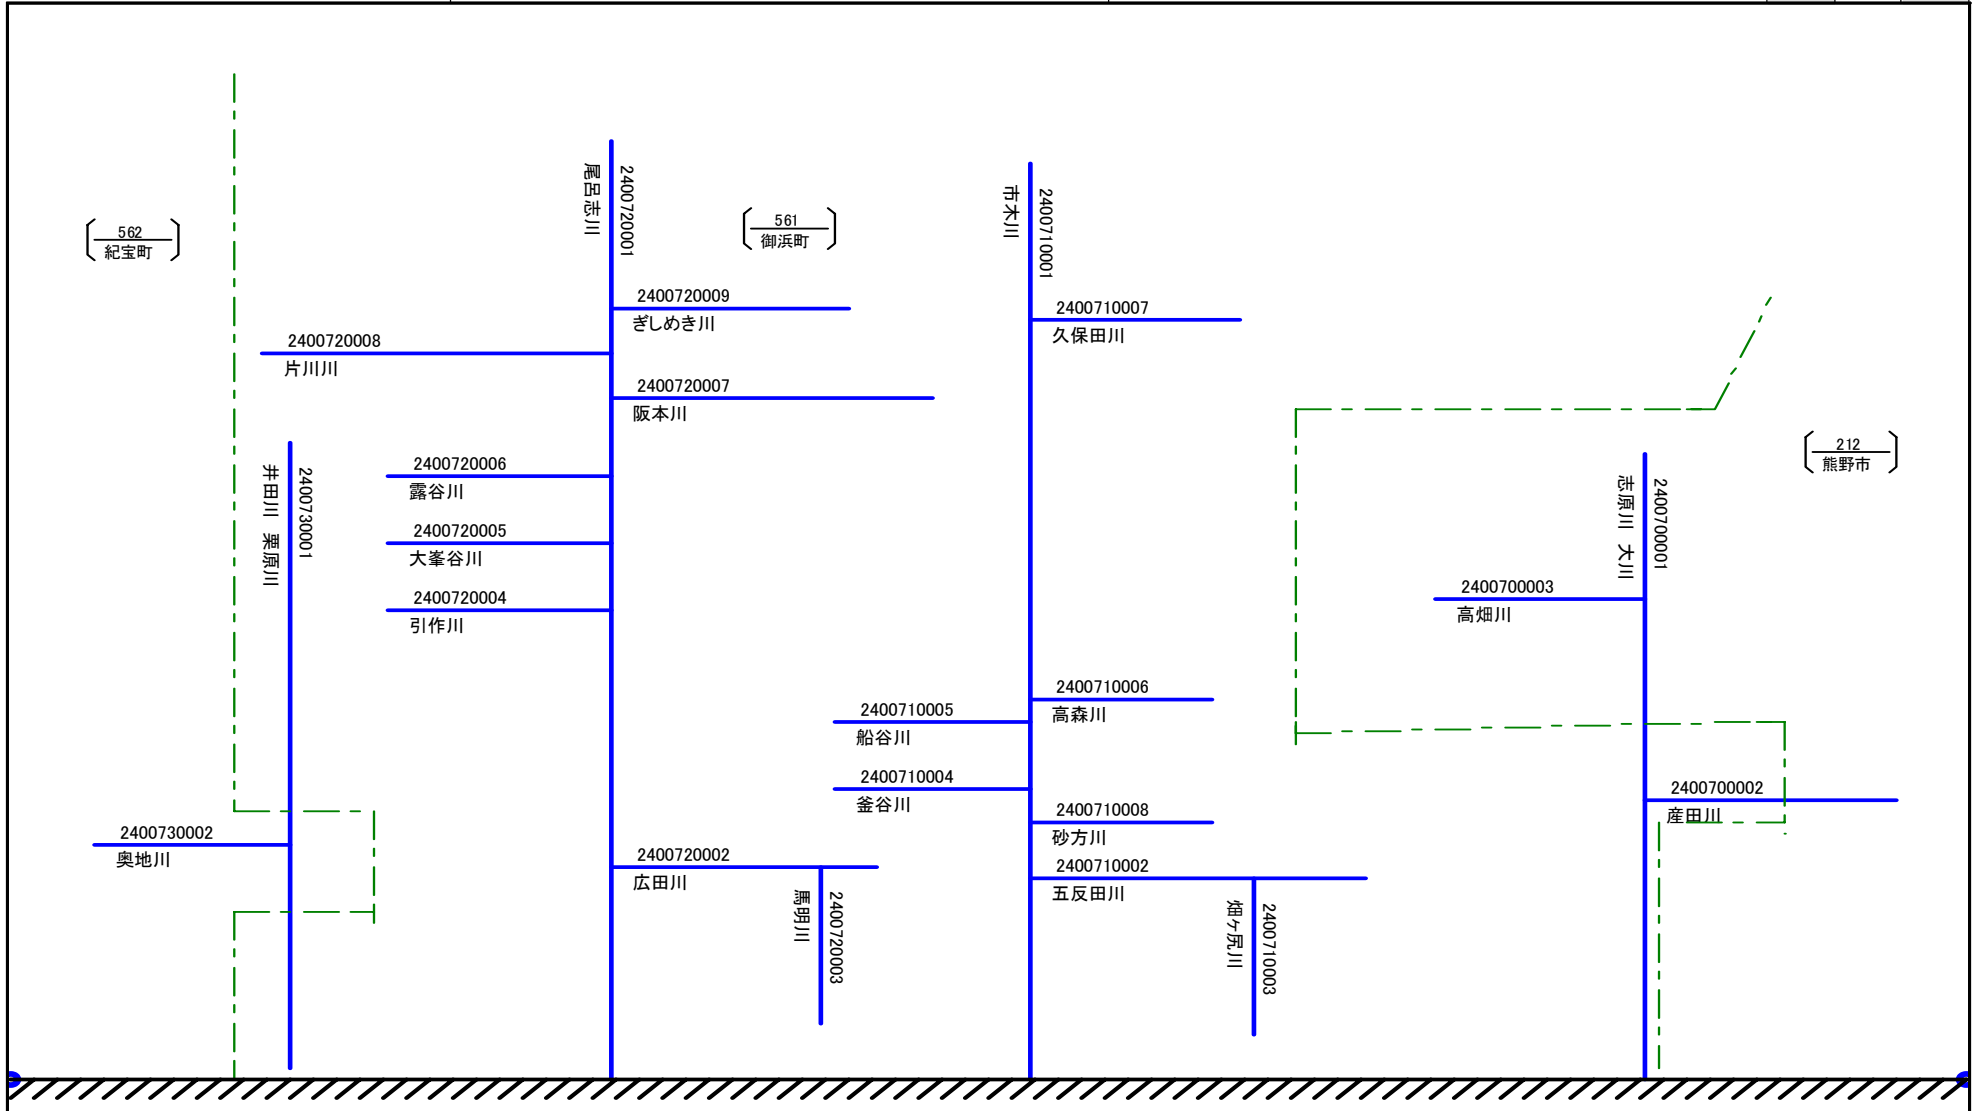 562
紀宝町
2400730001
井田川 栗原川
2400730002
奥地川
2400720001
尾呂志川
561
御浜町
2400720009
ぎしめき川
2400720008
片川川
2400720007
阪本川
2400720006
露谷川
2400720005
大峯谷川
2400720004
引作川
2400720002
広田川
2400720003
馬明川
2400710001
市木川
2400710007
久保田川
2400710006
高森川
2400710005
船谷川
2400710004
釜谷川
2400710008
砂方川
2400710002
五反田川
2400710003
畑ヶ尻川
212
熊野市
2400700001
志原川 大川
2400700003
高畑川
2400700002
産田川